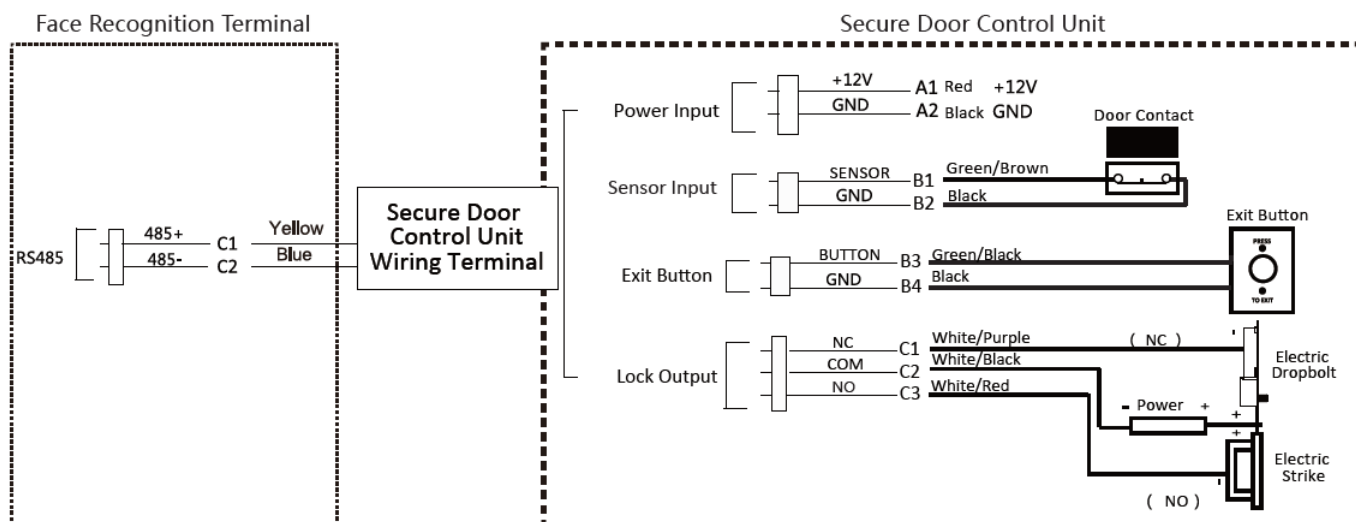 Face Recognition Terminal
Secure Door Control Unit
RS485
485+ C1 Yellow
485- C2 Blue
Secure Door
Control Unit
Wiring Terminal
Power Input
+12V A1 Red +12V
GND A2 Black GND
Door Contact
Sensor Input
SENSOR B1 Green/Brown
GND B2 Black
Exit Button
Exit Button
BUTTON B3 Green/Black
GND B4 Black
PRESS
TO EXIT
Lock Output
NC C1 White/Purple ( NC ) -
COM C2 White/Black
NO C3 White/Red
Electric
Dropbolt
- Power + +
+
Electric
Strike
-
( NO )